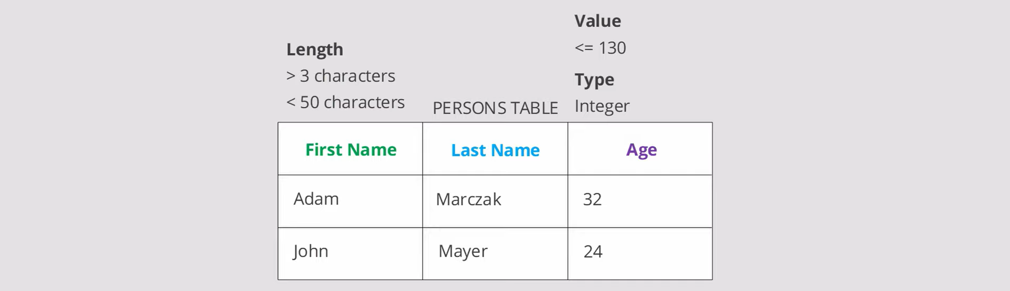 Length
> 3 characters
< 50 characters
PERSONS TABLE
Value
<= 130
Type
Integer
First Name Last Name Age
Adam Marczak 32
John Mayer 24